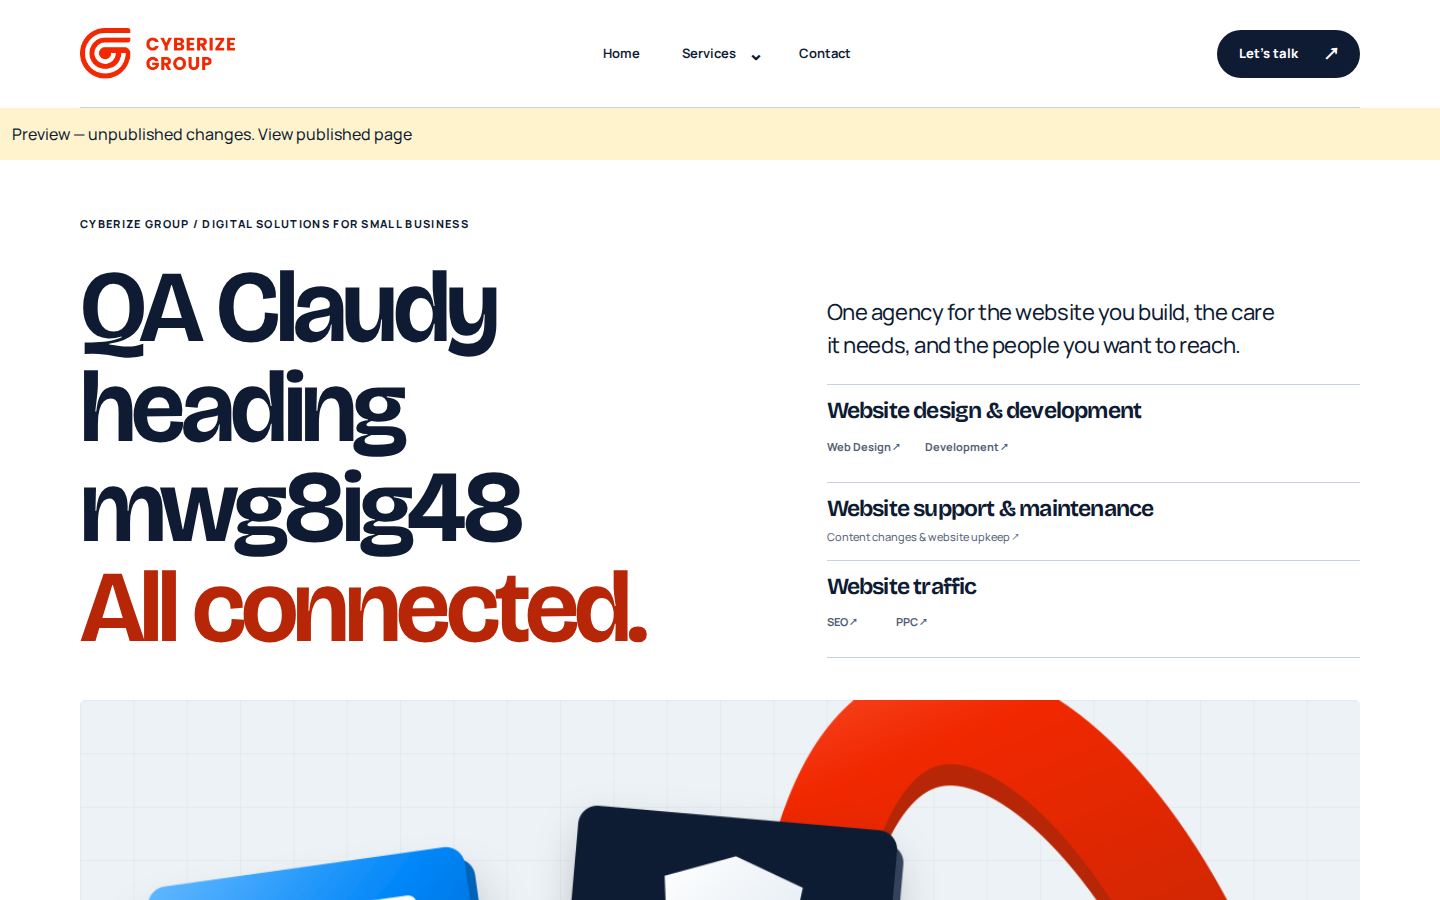 CYBERIZE
GROUP
Home
Services
Contact
Let's talk ↗
Preview — unpublished changes. View published page
CYBERIZE GROUP / DIGITAL SOLUTIONS FOR SMALL BUSINESS
QA Claudy
heading
mwg8ig48
All connected.
One agency for the website you build, the care
it needs, and the people you want to reach.
Website design & development
Web Design ↗
Development ↗
Website support & maintenance
Content changes & website upkeep ↗
Website traffic
SEO ↗
PPC ↗